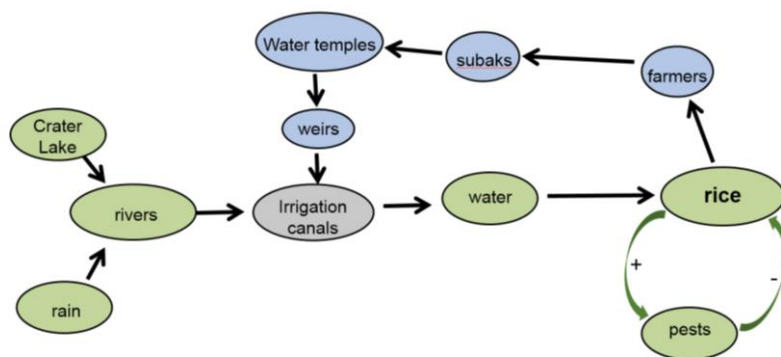 Water temples
subaks
farmers
Crater
Lake
weirs
rivers
Irrigation
canals
water
rice
+
-
rain
pests